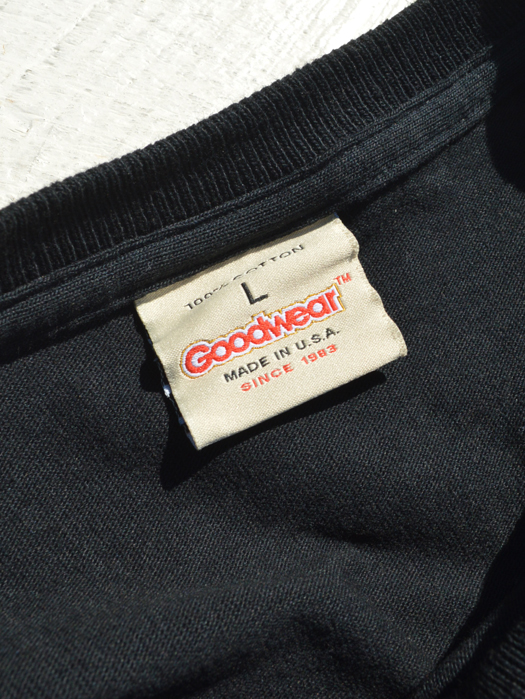 100% COTTON
L
Goodwear™
MADE IN U.S.A.
SINCE 1983